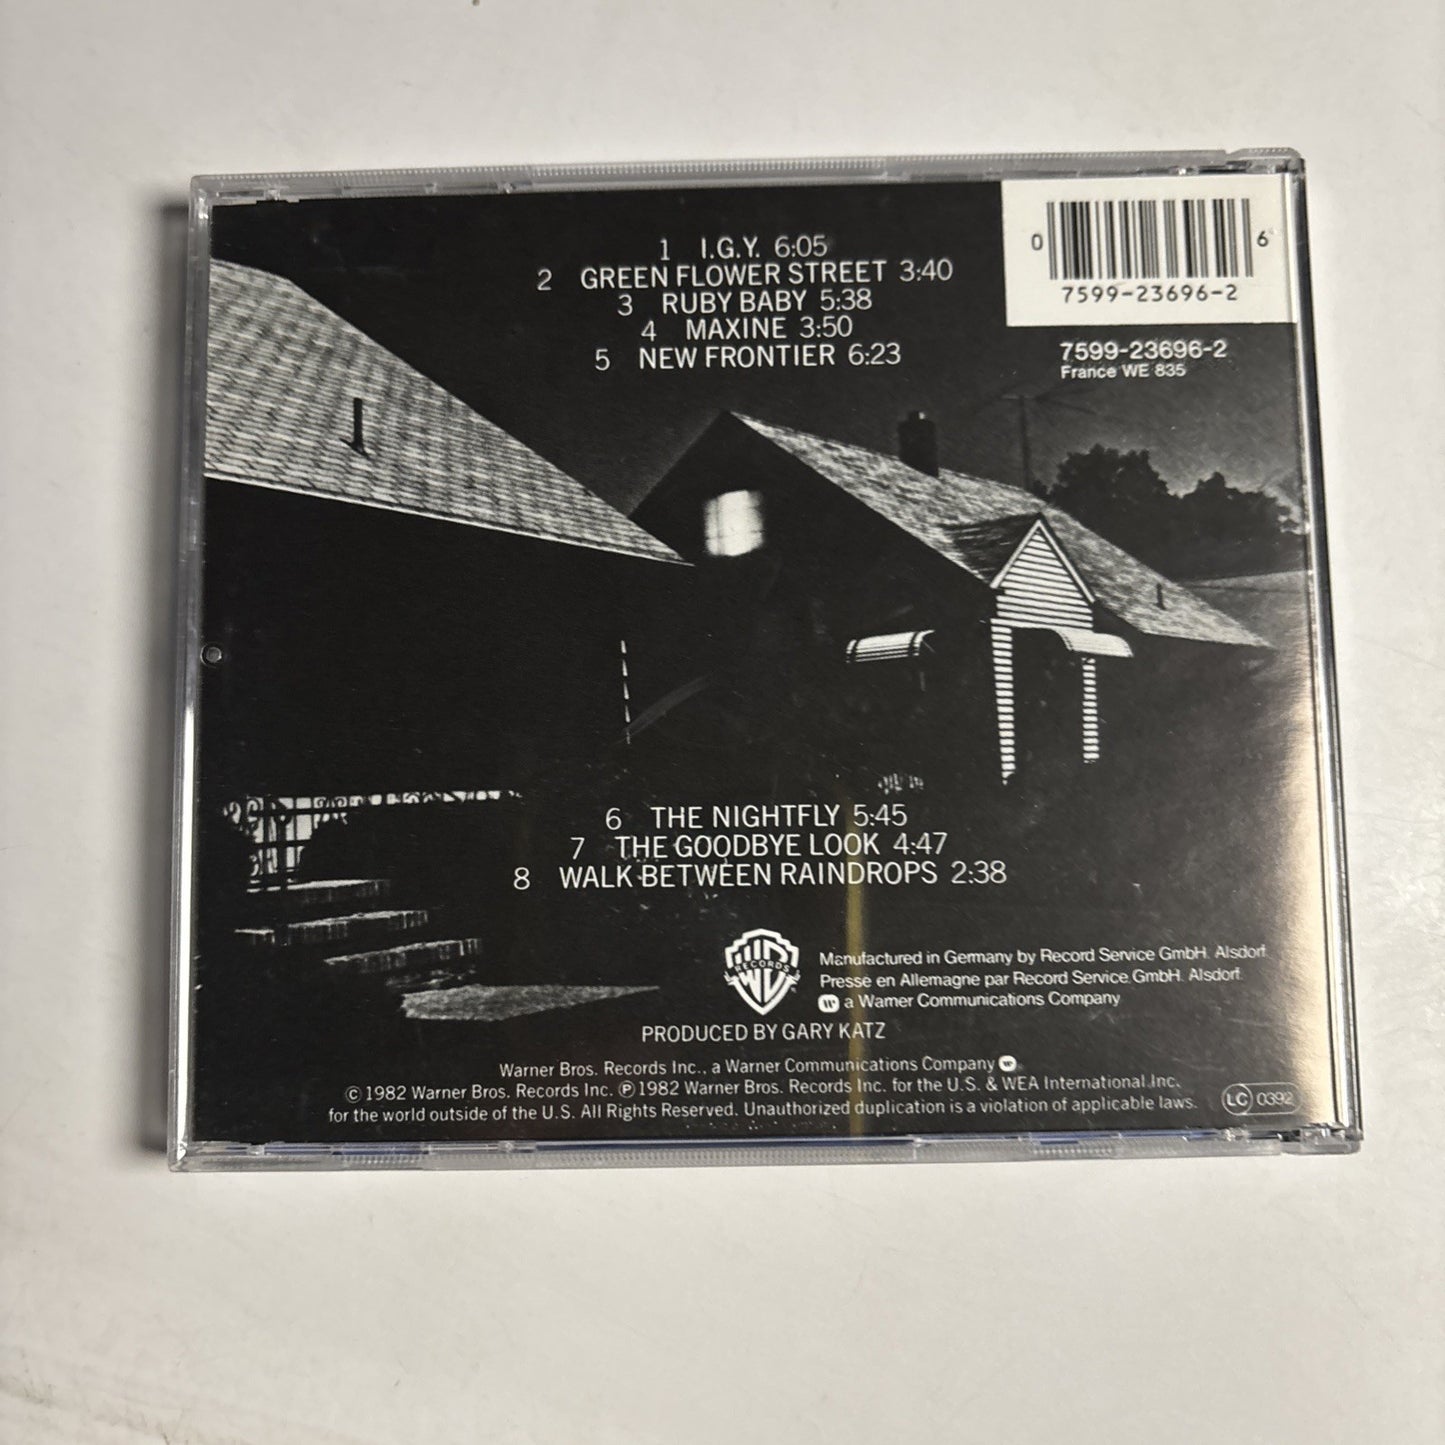 1 I.G.Y. 6:05
2 GREEN FLOWER STREET 3:40
3 RUBY BABY 5:38
4 MAXINE 3:50
5 NEW FRONTIER 6:23
0 6
7599-23696-2
7599-23696-2
France WE 835
6 THE NIGHTFLY 5:45
7 THE GOODBYE LOOK 4:47
8 WALK BETWEEN RAINDROPS 2:38
RECORDS
Manufactured in Germany by Record Service GmbH. Alsdorf.
Presse en Allemagne par Record Service GmbH. Alsdorf.
a Warner Communications Company
PRODUCED BY GARY KATZ
Warner Bros. Records Inc., a Warner Communications Company
© 1982 Warner Bros. Records Inc. ℗ 1982 Warner Bros. Records Inc. for the U.S. & WEA International Inc.
for the world outside of the U.S. All Rights Reserved. Unauthorized duplication is a violation of applicable laws.
LC 0392